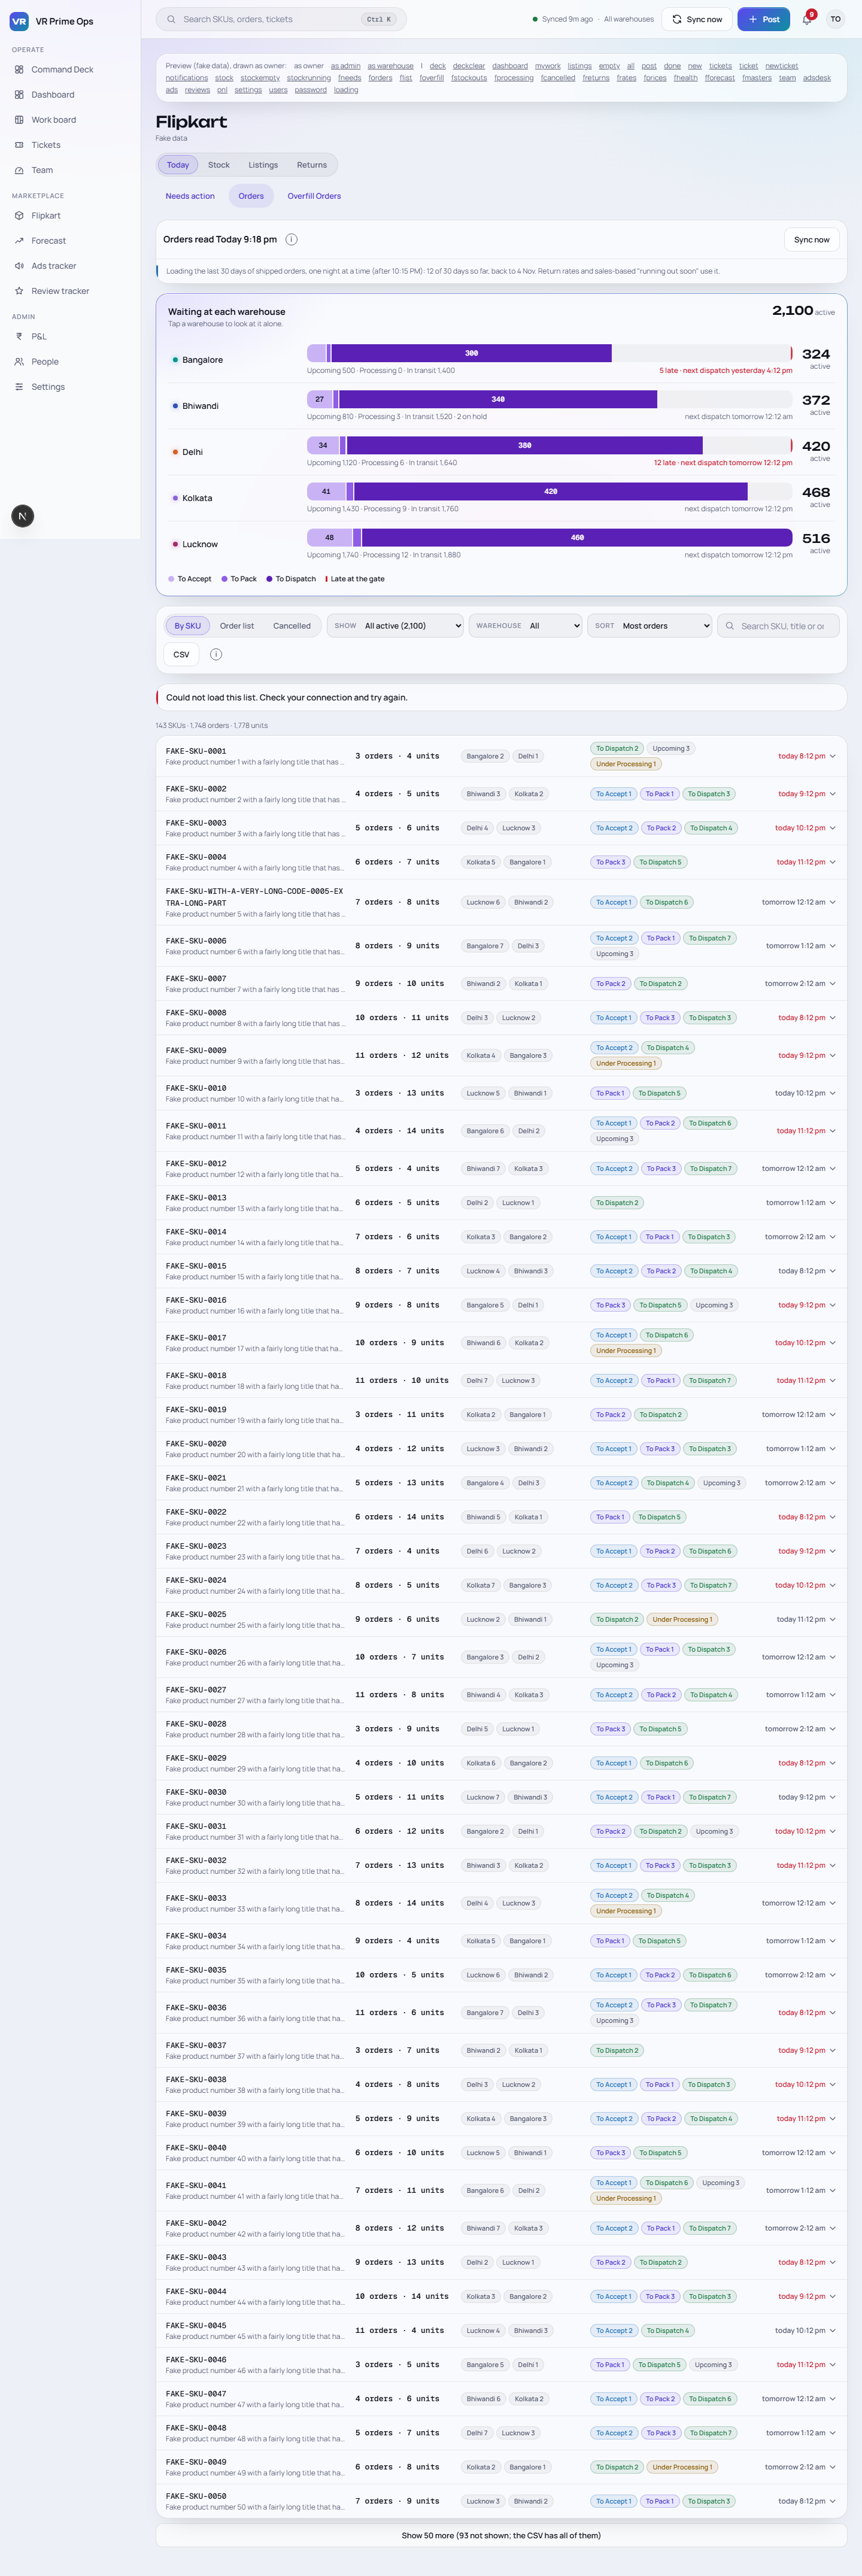 VR VR Prime Ops
OPERATE
Command Deck
Dashboard
Work board
Tickets
Team
MARKETPLACE
Flipkart
Forecast
Ads tracker
Review tracker
ADMIN
P&L
People
Settings
N
Search SKUs, orders, tickets Ctrl K
Synced 9m ago · All warehouses Sync now Post 9 TO
Preview (fake data), drawn as owner: as owner as admin as warehouse | deck deckclear dashboard mywork listings empty all post done new tickets ticket newticket
notifications stock stockempty stockrunning fneeds forders flist foverfill fstockouts fprocessing fcancelled freturns frates fprices fhealth fforecast fmasters team adsdesk
ads reviews pnl settings users password loading
Flipkart
Fake data
Today Stock Listings Returns
Needs action Orders Overfill Orders
Orders read Today 9:18 pm i Sync now
Loading the last 30 days of shipped orders, one night at a time (after 10:15 PM): 12 of 30 days so far, back to 4 Nov. Return rates and sales-based "running out soon" use it.
Waiting at each warehouse 2,100 active
Tap a warehouse to look at it alone.
Bangalore 300 324 active
Upcoming 500 · Processing 0 · In transit 1,400 5 late · next dispatch yesterday 4:12 pm
Bhiwandi 27 340 372 active
Upcoming 810 · Processing 3 · In transit 1,520 · 2 on hold next dispatch tomorrow 12:12 am
Delhi 34 380 420 active
Upcoming 1,120 · Processing 6 · In transit 1,640 12 late · next dispatch tomorrow 12:12 pm
Kolkata 41 420 468 active
Upcoming 1,430 · Processing 9 · In transit 1,760 next dispatch tomorrow 12:12 pm
Lucknow 48 460 516 active
Upcoming 1,740 · Processing 12 · In transit 1,880 next dispatch tomorrow 12:12 pm
To Accept To Pack To Dispatch Late at the gate
By SKU Order list Cancelled SHOW All active (2,100) WAREHOUSE All SORT Most orders Search SKU, title or or
CSV i
Could not load this list. Check your connection and try again.
143 SKUs · 1,748 orders · 1,778 units
FAKE-SKU-0001 3 orders · 4 units Bangalore 2 Delhi 1 To Dispatch 2 Upcoming 3 Under Processing 1 today 8:12 pm
Fake product number 1 with a fairly long title that has ...
FAKE-SKU-0002 4 orders · 5 units Bhiwandi 3 Kolkata 2 To Accept 1 To Pack 1 To Dispatch 3 today 9:12 pm
Fake product number 2 with a fairly long title that has ...
FAKE-SKU-0003 5 orders · 6 units Delhi 4 Lucknow 3 To Accept 2 To Pack 2 To Dispatch 4 today 10:12 pm
Fake product number 3 with a fairly long title that has ...
FAKE-SKU-0004 6 orders · 7 units Kolkata 5 Bangalore 1 To Pack 3 To Dispatch 5 today 11:12 pm
Fake product number 4 with a fairly long title that has...
FAKE-SKU-WITH-A-VERY-LONG-CODE-0005-EX
TRA-LONG-PART 7 orders · 8 units Lucknow 6 Bhiwandi 2 To Accept 1 To Dispatch 6 tomorrow 12:12 am
Fake product number 5 with a fairly long title that has ...
FAKE-SKU-0006 8 orders · 9 units Bangalore 7 Delhi 3 To Accept 2 To Pack 1 To Dispatch 7 Upcoming 3 tomorrow 1:12 am
Fake product number 6 with a fairly long title that has...
FAKE-SKU-0007 9 orders · 10 units Bhiwandi 2 Kolkata 1 To Pack 2 To Dispatch 2 tomorrow 2:12 am
Fake product number 7 with a fairly long title that has ...
FAKE-SKU-0008 10 orders · 11 units Delhi 3 Lucknow 2 To Accept 1 To Pack 3 To Dispatch 3 today 8:12 pm
Fake product number 8 with a fairly long title that has ...
FAKE-SKU-0009 11 orders · 12 units Kolkata 4 Bangalore 3 To Accept 2 To Dispatch 4 Under Processing 1 today 9:12 pm
Fake product number 9 with a fairly long title that has...
FAKE-SKU-0010 3 orders · 13 units Lucknow 5 Bhiwandi 1 To Pack 1 To Dispatch 5 today 10:12 pm
Fake product number 10 with a fairly long title that ha...
FAKE-SKU-0011 4 orders · 14 units Bangalore 6 Delhi 2 To Accept 1 To Pack 2 To Dispatch 6 Upcoming 3 today 11:12 pm
Fake product number 11 with a fairly long title that has...
FAKE-SKU-0012 5 orders · 4 units Bhiwandi 7 Kolkata 3 To Accept 2 To Pack 3 To Dispatch 7 tomorrow 12:12 am
Fake product number 12 with a fairly long title that ha...
FAKE-SKU-0013 6 orders · 5 units Delhi 2 Lucknow 1 To Dispatch 2 tomorrow 1:12 am
Fake product number 13 with a fairly long title that ha...
FAKE-SKU-0014 7 orders · 6 units Kolkata 3 Bangalore 2 To Accept 1 To Pack 1 To Dispatch 3 tomorrow 2:12 am
Fake product number 14 with a fairly long title that ha...
FAKE-SKU-0015 8 orders · 7 units Lucknow 4 Bhiwandi 3 To Accept 2 To Pack 2 To Dispatch 4 today 8:12 pm
Fake product number 15 with a fairly long title that ha...
FAKE-SKU-0016 9 orders · 8 units Bangalore 5 Delhi 1 To Pack 3 To Dispatch 5 Upcoming 3 today 9:12 pm
Fake product number 16 with a fairly long title that ha...
FAKE-SKU-0017 10 orders · 9 units Bhiwandi 6 Kolkata 2 To Accept 1 To Dispatch 6 Under Processing 1 today 10:12 pm
Fake product number 17 with a fairly long title that ha...
FAKE-SKU-0018 11 orders · 10 units Delhi 7 Lucknow 3 To Accept 2 To Pack 1 To Dispatch 7 today 11:12 pm
Fake product number 18 with a fairly long title that ha...
FAKE-SKU-0019 3 orders · 11 units Kolkata 2 Bangalore 1 To Pack 2 To Dispatch 2 tomorrow 12:12 am
Fake product number 19 with a fairly long title that ha...
FAKE-SKU-0020 4 orders · 12 units Lucknow 3 Bhiwandi 2 To Accept 1 To Pack 3 To Dispatch 3 tomorrow 1:12 am
Fake product number 20 with a fairly long title that ha...
FAKE-SKU-0021 5 orders · 13 units Bangalore 4 Delhi 3 To Accept 2 To Dispatch 4 Upcoming 3 tomorrow 2:12 am
Fake product number 21 with a fairly long title that ha...
FAKE-SKU-0022 6 orders · 14 units Bhiwandi 5 Kolkata 1 To Pack 1 To Dispatch 5 today 8:12 pm
Fake product number 22 with a fairly long title that ha...
FAKE-SKU-0023 7 orders · 4 units Delhi 6 Lucknow 2 To Accept 1 To Pack 2 To Dispatch 6 today 9:12 pm
Fake product number 23 with a fairly long title that ha...
FAKE-SKU-0024 8 orders · 5 units Kolkata 7 Bangalore 3 To Accept 2 To Pack 3 To Dispatch 7 today 10:12 pm
Fake product number 24 with a fairly long title that ha...
FAKE-SKU-0025 9 orders · 6 units Lucknow 2 Bhiwandi 1 To Dispatch 2 Under Processing 1 today 11:12 pm
Fake product number 25 with a fairly long title that ha...
FAKE-SKU-0026 10 orders · 7 units Bangalore 3 Delhi 2 To Accept 1 To Pack 1 To Dispatch 3 Upcoming 3 tomorrow 12:12 am
Fake product number 26 with a fairly long title that ha...
FAKE-SKU-0027 11 orders · 8 units Bhiwandi 4 Kolkata 3 To Accept 2 To Pack 2 To Dispatch 4 tomorrow 1:12 am
Fake product number 27 with a fairly long title that ha...
FAKE-SKU-0028 3 orders · 9 units Delhi 5 Lucknow 1 To Pack 3 To Dispatch 5 tomorrow 2:12 am
Fake product number 28 with a fairly long title that ha...
FAKE-SKU-0029 4 orders · 10 units Kolkata 6 Bangalore 2 To Accept 1 To Dispatch 6 today 8:12 pm
Fake product number 29 with a fairly long title that ha...
FAKE-SKU-0030 5 orders · 11 units Lucknow 7 Bhiwandi 3 To Accept 2 To Pack 1 To Dispatch 7 today 9:12 pm
Fake product number 30 with a fairly long title that ha...
FAKE-SKU-0031 6 orders · 12 units Bangalore 2 Delhi 1 To Pack 2 To Dispatch 2 Upcoming 3 today 10:12 pm
Fake product number 31 with a fairly long title that ha...
FAKE-SKU-0032 7 orders · 13 units Bhiwandi 3 Kolkata 2 To Accept 1 To Pack 3 To Dispatch 3 today 11:12 pm
Fake product number 32 with a fairly long title that ha...
FAKE-SKU-0033 8 orders · 14 units Delhi 4 Lucknow 3 To Accept 2 To Dispatch 4 Under Processing 1 tomorrow 12:12 am
Fake product number 33 with a fairly long title that ha...
FAKE-SKU-0034 9 orders · 4 units Kolkata 5 Bangalore 1 To Pack 1 To Dispatch 5 tomorrow 1:12 am
Fake product number 34 with a fairly long title that ha...
FAKE-SKU-0035 10 orders · 5 units Lucknow 6 Bhiwandi 2 To Accept 1 To Pack 2 To Dispatch 6 tomorrow 2:12 am
Fake product number 35 with a fairly long title that ha...
FAKE-SKU-0036 11 orders · 6 units Bangalore 7 Delhi 3 To Accept 2 To Pack 3 To Dispatch 7 Upcoming 3 today 8:12 pm
Fake product number 36 with a fairly long title that ha...
FAKE-SKU-0037 3 orders · 7 units Bhiwandi 2 Kolkata 1 To Dispatch 2 today 9:12 pm
Fake product number 37 with a fairly long title that ha...
FAKE-SKU-0038 4 orders · 8 units Delhi 3 Lucknow 2 To Accept 1 To Pack 1 To Dispatch 3 today 10:12 pm
Fake product number 38 with a fairly long title that ha...
FAKE-SKU-0039 5 orders · 9 units Kolkata 4 Bangalore 3 To Accept 2 To Pack 2 To Dispatch 4 today 11:12 pm
Fake product number 39 with a fairly long title that ha...
FAKE-SKU-0040 6 orders · 10 units Lucknow 5 Bhiwandi 1 To Pack 3 To Dispatch 5 tomorrow 12:12 am
Fake product number 40 with a fairly long title that ha...
FAKE-SKU-0041 7 orders · 11 units Bangalore 6 Delhi 2 To Accept 1 To Dispatch 6 Upcoming 3 Under Processing 1 tomorrow 1:12 am
Fake product number 41 with a fairly long title that ha...
FAKE-SKU-0042 8 orders · 12 units Bhiwandi 7 Kolkata 3 To Accept 2 To Pack 1 To Dispatch 7 tomorrow 2:12 am
Fake product number 42 with a fairly long title that ha...
FAKE-SKU-0043 9 orders · 13 units Delhi 2 Lucknow 1 To Pack 2 To Dispatch 2 today 8:12 pm
Fake product number 43 with a fairly long title that ha...
FAKE-SKU-0044 10 orders · 14 units Kolkata 3 Bangalore 2 To Accept 1 To Pack 3 To Dispatch 3 today 9:12 pm
Fake product number 44 with a fairly long title that ha...
FAKE-SKU-0045 11 orders · 4 units Lucknow 4 Bhiwandi 3 To Accept 2 To Dispatch 4 today 10:12 pm
Fake product number 45 with a fairly long title that ha...
FAKE-SKU-0046 3 orders · 5 units Bangalore 5 Delhi 1 To Pack 1 To Dispatch 5 Upcoming 3 today 11:12 pm
Fake product number 46 with a fairly long title that ha...
FAKE-SKU-0047 4 orders · 6 units Bhiwandi 6 Kolkata 2 To Accept 1 To Pack 2 To Dispatch 6 tomorrow 12:12 am
Fake product number 47 with a fairly long title that ha...
FAKE-SKU-0048 5 orders · 7 units Delhi 7 Lucknow 3 To Accept 2 To Pack 3 To Dispatch 7 tomorrow 1:12 am
Fake product number 48 with a fairly long title that ha...
FAKE-SKU-0049 6 orders · 8 units Kolkata 2 Bangalore 1 To Dispatch 2 Under Processing 1 tomorrow 2:12 am
Fake product number 49 with a fairly long title that ha...
FAKE-SKU-0050 7 orders · 9 units Lucknow 3 Bhiwandi 2 To Accept 1 To Pack 1 To Dispatch 3 today 8:12 pm
Fake product number 50 with a fairly long title that ha...
Show 50 more (93 not shown; the CSV has all of them)